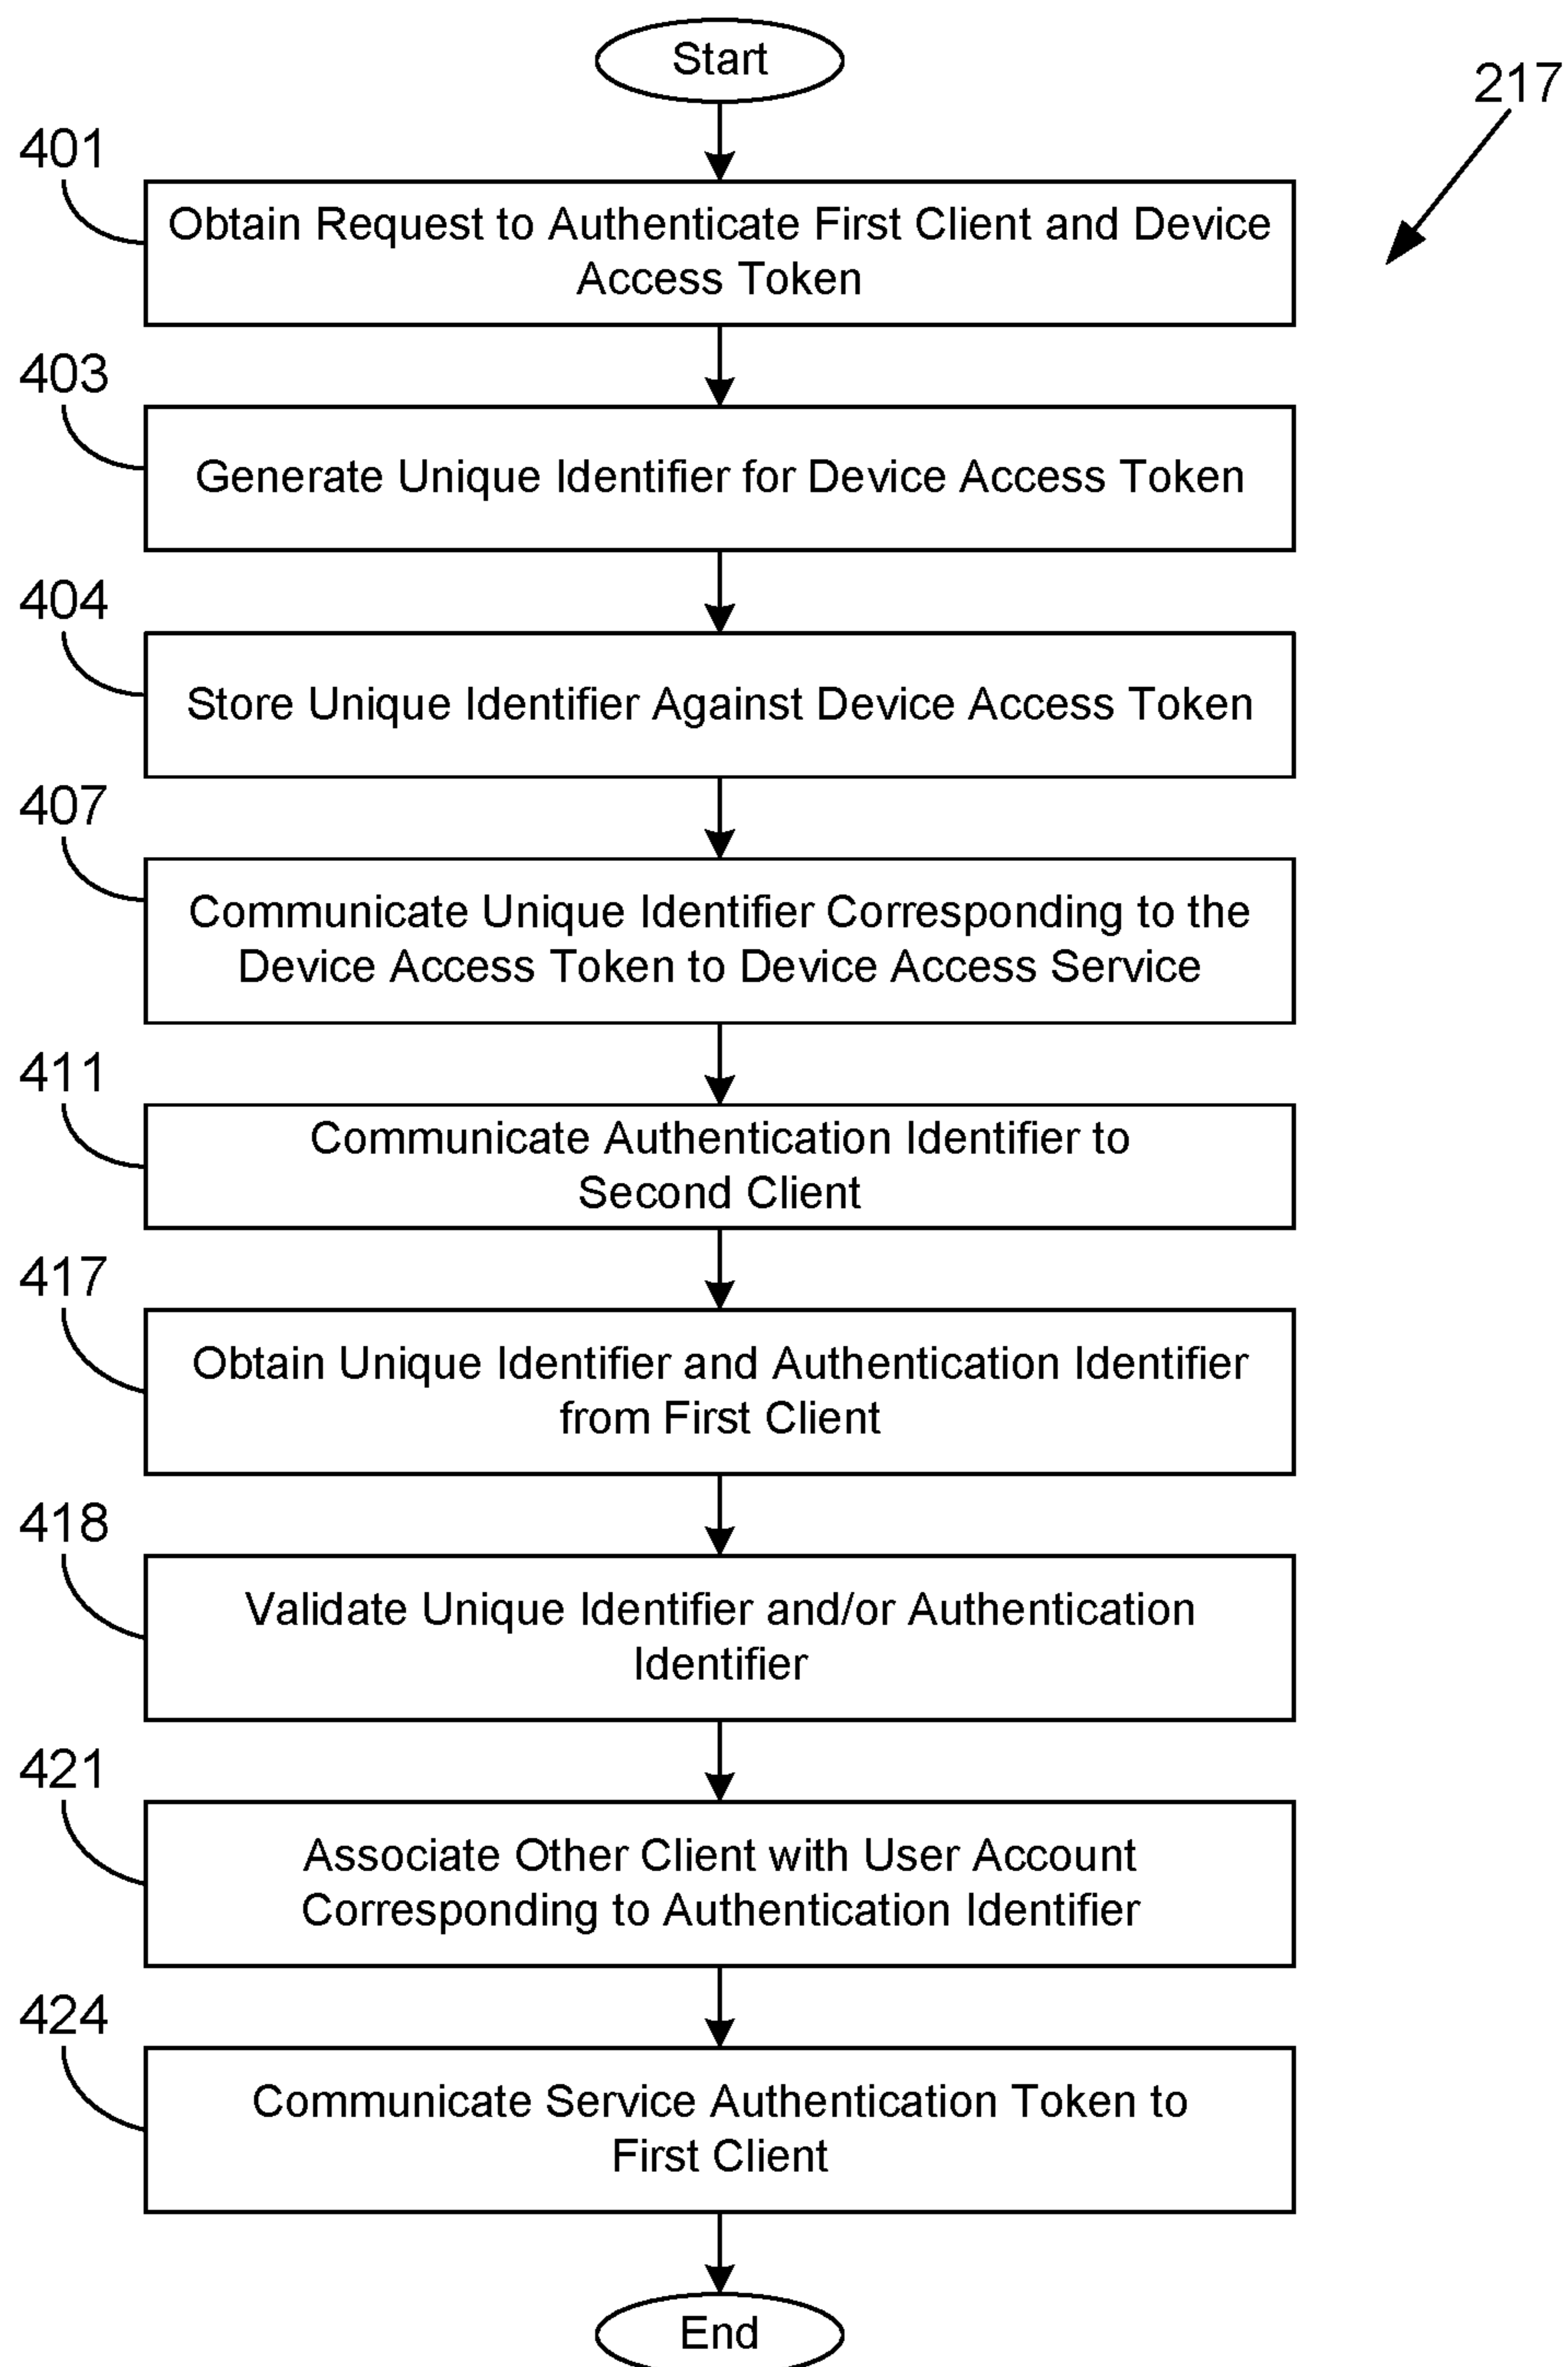 Start
217
401
Obtain Request to Authenticate First Client and Device
Access Token
403
Generate Unique Identifier for Device Access Token
404
Store Unique Identifier Against Device Access Token
407
Communicate Unique Identifier Corresponding to the
Device Access Token to Device Access Service
411
Communicate Authentication Identifier to
Second Client
417
Obtain Unique Identifier and Authentication Identifier
from First Client
418
Validate Unique Identifier and/or Authentication
Identifier
421
Associate Other Client with User Account
Corresponding to Authentication Identifier
424
Communicate Service Authentication Token to
First Client
End